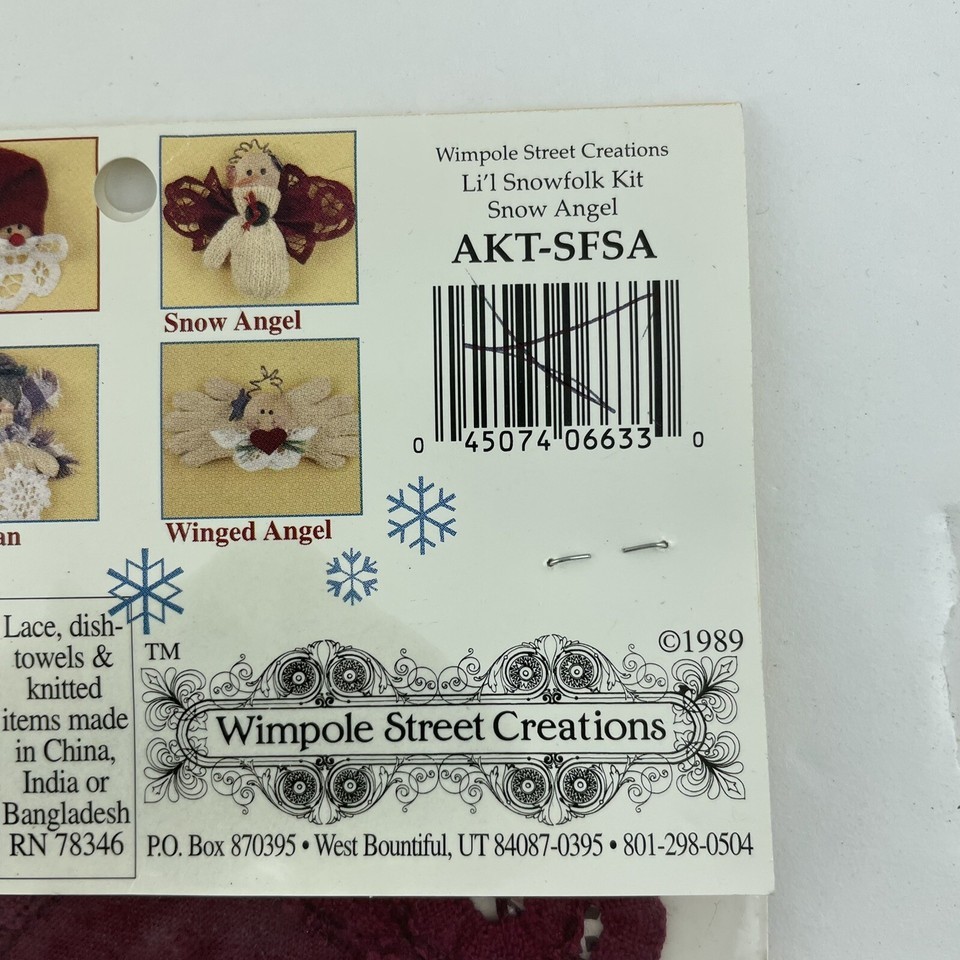 Wimpole Street Creations
Li'l Snowfolk Kit
Snow Angel
AKT-SFSA
0 45074 06633 0
Snow Angel
an
Winged Angel
Lace, dish-
towels &
knitted
items made
in China,
India or
Bangladesh
RN 78346
TM
©1989
Wimpole Street Creations
P.O. Box 870395 • West Bountiful, UT 84087-0395 • 801-298-0504